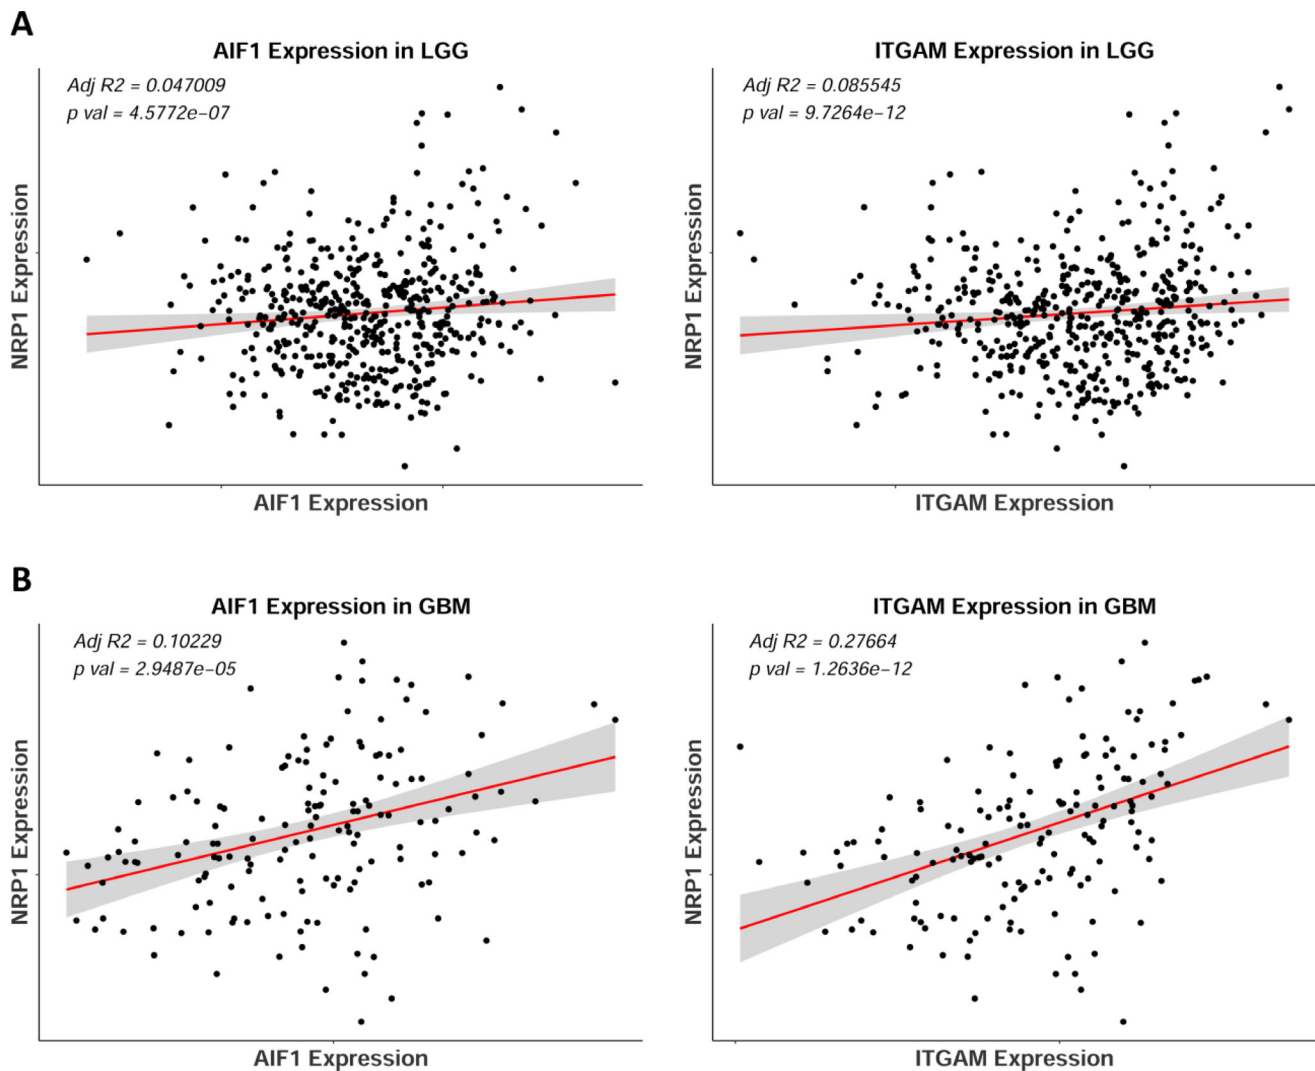 A
AIF1 Expression in LGG
Adj R2 = 0.047009
p val = 4.5772e−07
NRP1 Expression
AIF1 Expression
ITGAM Expression in LGG
Adj R2 = 0.085545
p val = 9.7264e−12
NRP1 Expression
ITGAM Expression
B
AIF1 Expression in GBM
Adj R2 = 0.10229
p val = 2.9487e−05
NRP1 Expression
AIF1 Expression
ITGAM Expression in GBM
Adj R2 = 0.27664
p val = 1.2636e−12
NRP1 Expression
ITGAM Expression